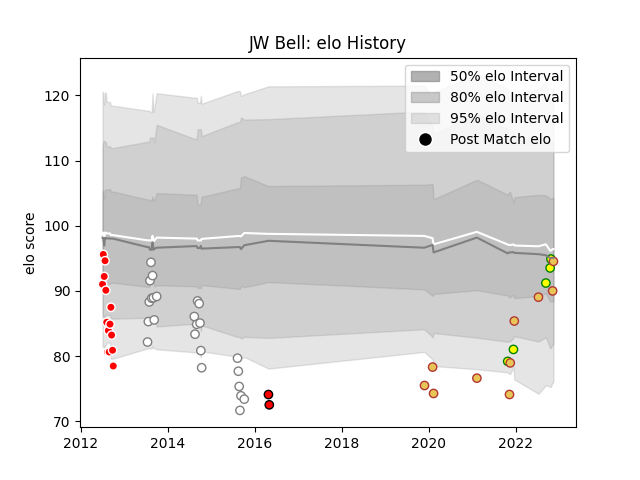 JW Bell: elo History
50% elo Interval
80% elo Interval
95% elo Interval
Post Match elo
elo score
120
110
100
90
80
70
2012 2014 2016 2018 2020 2022